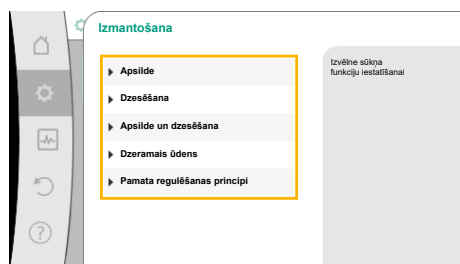 Izmantošana
Apsilde
Dzesēšana
Apsilde un dzesēšana
Dzeramais ūdens
Pamata regulēšanas principi
Izvēlne sūkņa
funkciju iestatīšanai
?